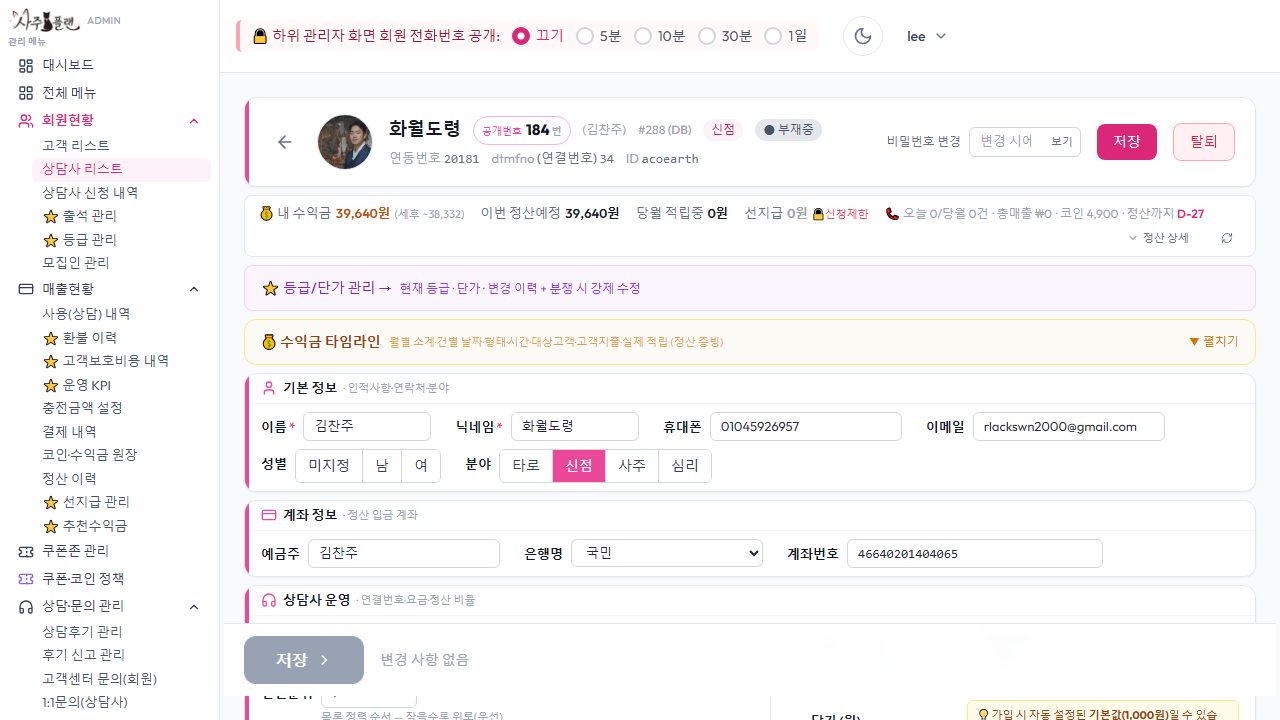 사주플랜 ADMIN
관리 메뉴
대시보드
전체 메뉴
회원현황
고객 리스트
상담사 리스트
상담사 신청 내역
⭐ 출석 관리
⭐ 등급 관리
모집인 관리
매출현황
사용(상담) 내역
⭐ 환불 이력
⭐ 고객보호비용 내역
⭐ 운영 KPI
충전금액 설정
결제 내역
코인·수익금 원장
정산 이력
⭐ 선지급 관리
⭐ 추천수익금
쿠폰존 관리
쿠폰·코인 정책
상담·문의 관리
상담후기 관리
후기 신고 관리
고객센터 문의(회원)
1:1문의(상담사)
🔒 하위 관리자 화면 회원 전화번호 공개: 끄기 5분 10분 30분 1일
lee
화월도령 공개번호 184번 (김찬주) #288 (DB) 신점 부재중
연동번호 20181 dtmfno(연결번호) 34 ID acoearth
비밀번호 변경 변경 시에 보기 저장 탈퇴
💰 내 수익금 39,640원 (세후 ~38,332) 이번 정산예정 39,640원 당월 적립중 0원 선지급 0원 🔒신청제한 📞 오늘 0/당월 0건 · 총매출 ₩0 · 코인 4,900 · 정산까지 D-27
정산 상세
⭐ 등급/단가 관리 → 현재 등급 · 단가 · 변경 이력 + 분쟁 시 강제 수정
💰 수익금 타임라인 월별 소계·건별 날짜·형태·시간·대상고객·고객지출·실제 적립 (정산 증빙) ▼ 펼치기
기본 정보 · 인적사항·연락처·분야
이름 * 김찬주 닉네임 * 화월도령 휴대폰 01045926957 이메일 rlackswn2000@gmail.com
성별 미지정 남 여 분야 타로 신점 사주 심리
계좌 정보 · 정산 입금 계좌
예금주 김찬주 은행명 국민 계좌번호 46640201404065
상담사 운영 · 연결번호·요금·정산 비율
저장 변경 사항 없음
💡 가입 시 자동 설정된 기본값(1,000원)일 수 있습